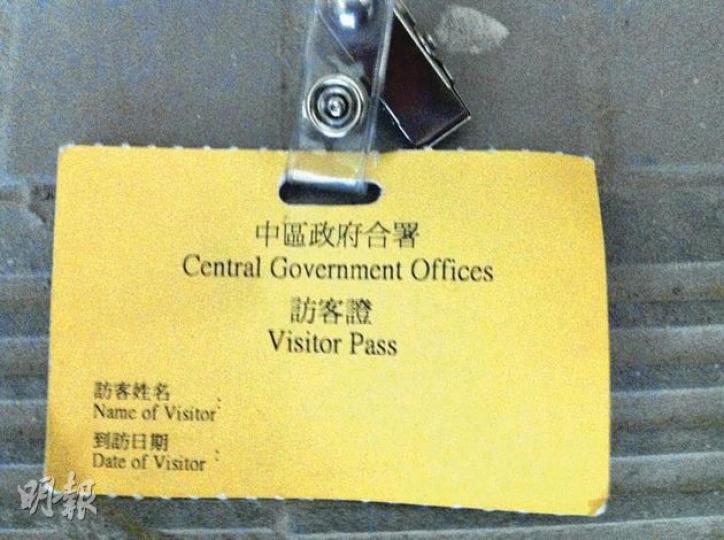 中區政府合署
Central Government Offices
訪客證
Visitor Pass
訪客姓名
Name of Visitor:
到訪日期
Date of Visitor :
明報